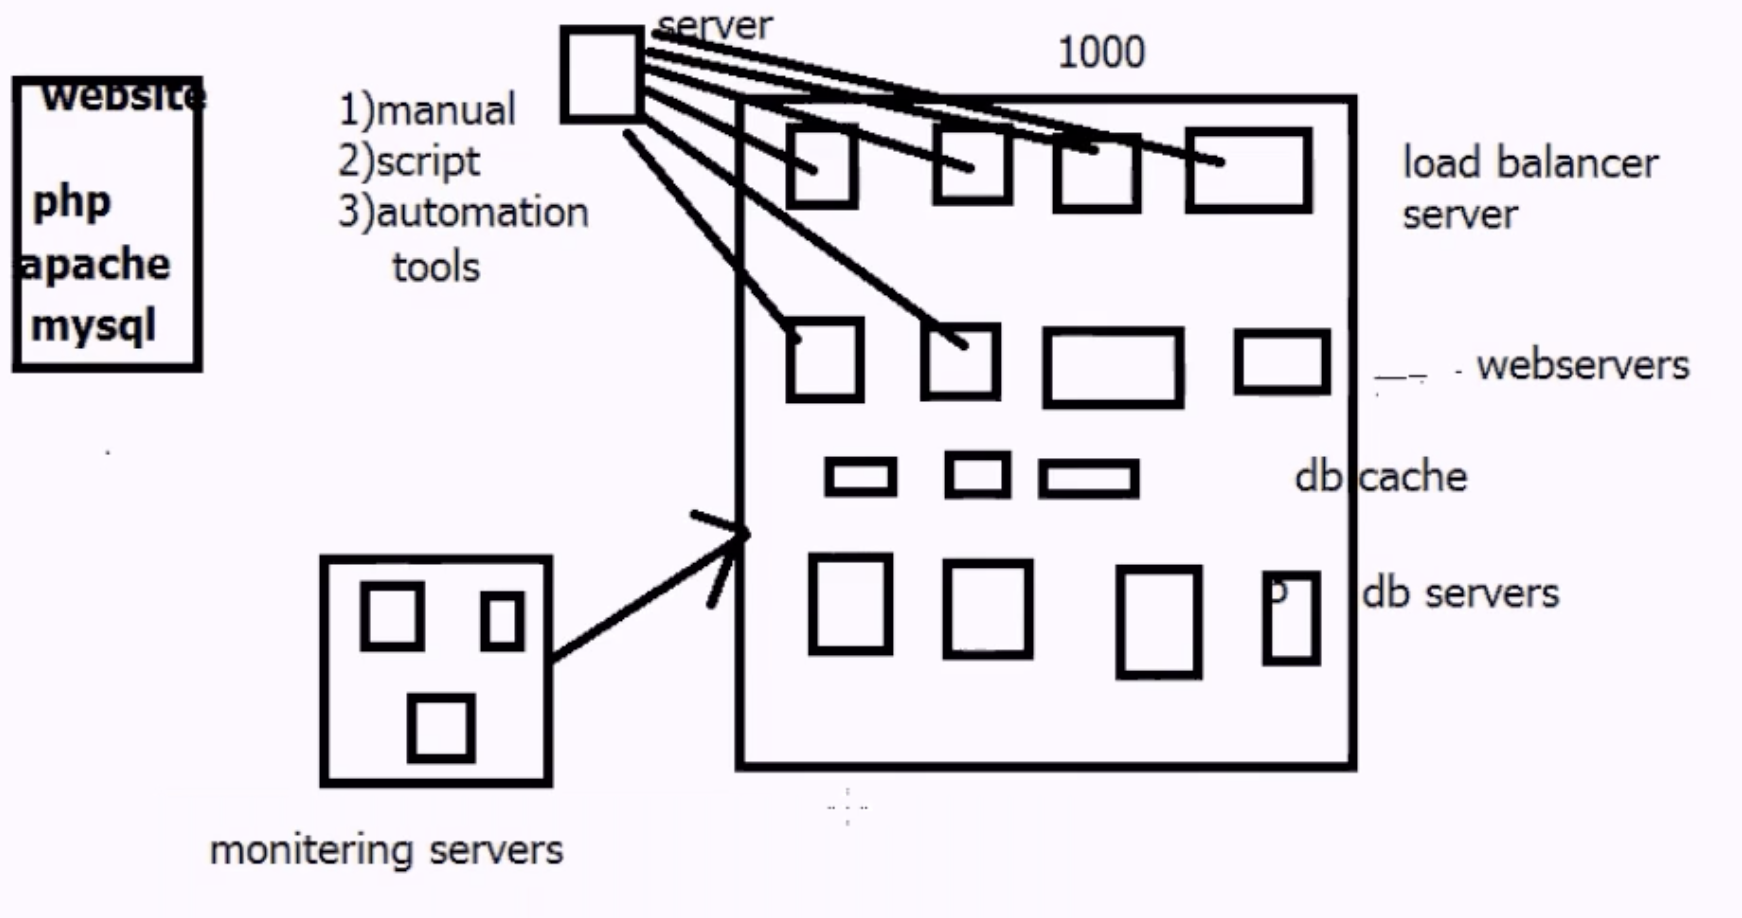 server
1000
website
php
apache
mysql
1)manual
2)script
3)automation
tools
load balancer
server
webservers
db cache
db servers
monitering servers